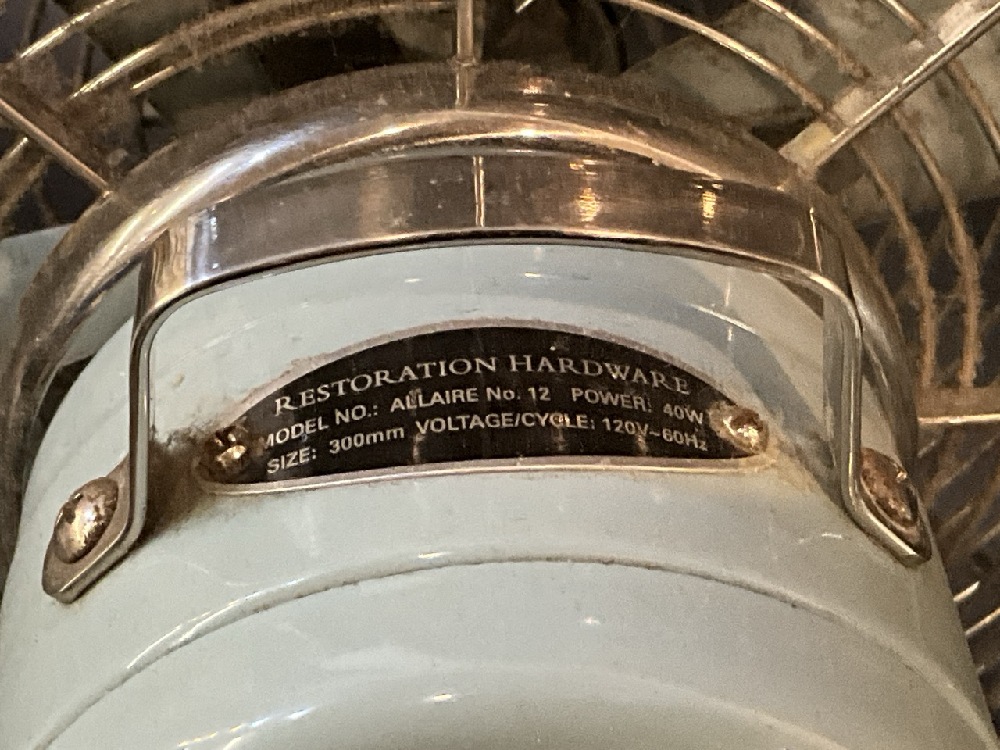 RESTORATION HARDWARE
MODEL NO.: ALLAIRE No. 12 POWER: 40W
SIZE: 300mm VOLTAGE/CYCLE: 120V~60Hz